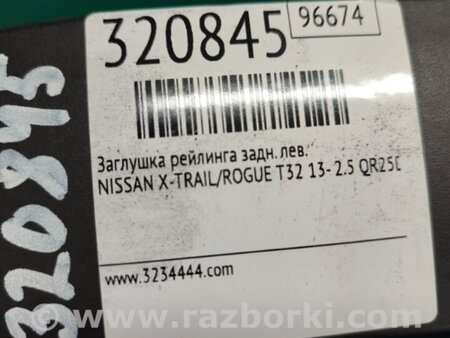 320845
96674
Заглушка рейлинга задн. лев.
NISSAN X-TRAIL/ROGUE T32 13- 2.5 QR25D
www.3234444.com
320845
www.razborki.com